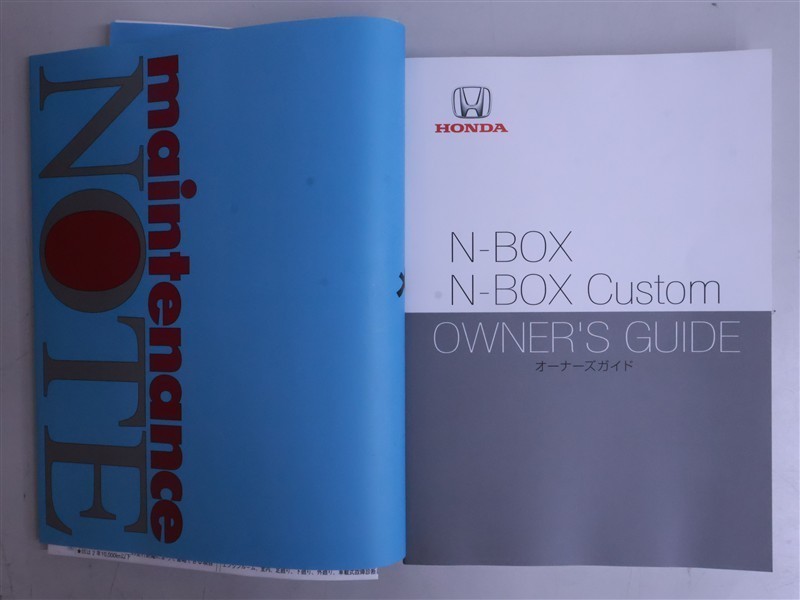 maintenance
NOTE
HONDA
N-BOX
N-BOX Custom
OWNER'S GUIDE
オーナーズガイド